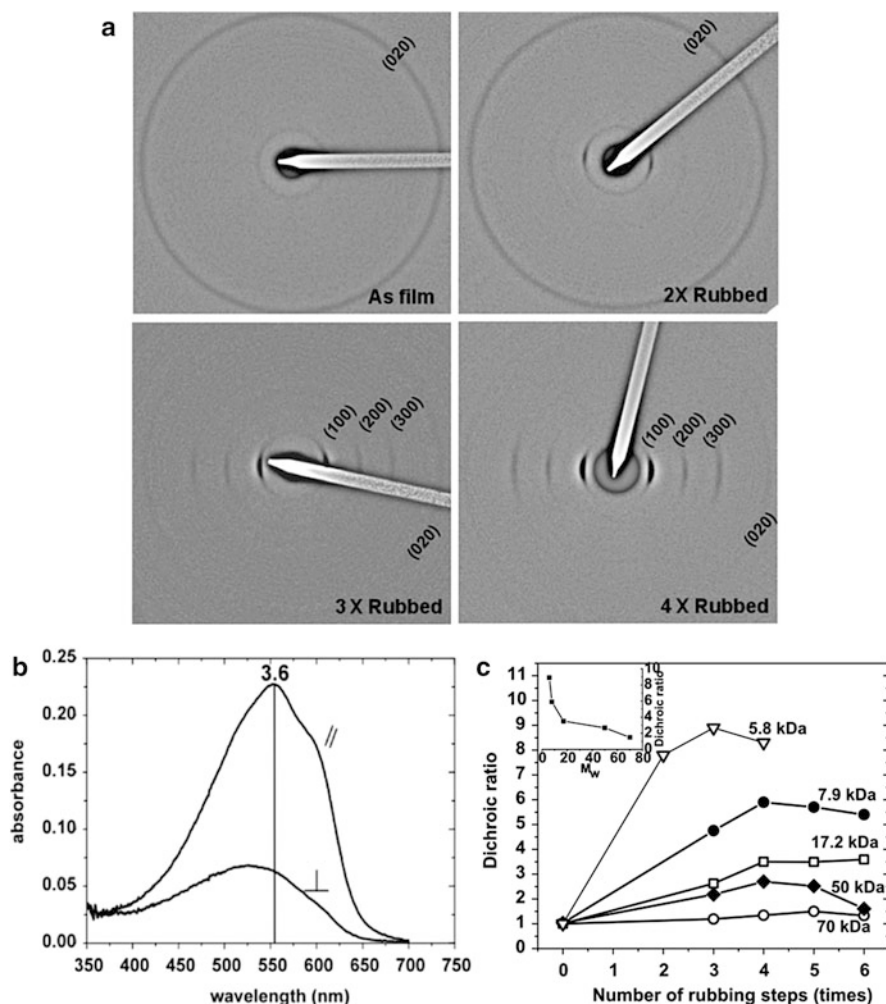 a
(020)
As film
(020)
2X Rubbed
(100)
(200)
(300)
(020)
3 X Rubbed
(100)
(200)
(300)
(020)
4 X Rubbed
b
0.25
0.20
0.15
0.10
0.05
0.00
absorbance
3.6
//
⊥
350 400 450 500 550 600 650 700 750
wavelength (nm)
c
11
10
9
8
7
6
5
4
3
2
1
0
Dichroic ratio
10
8
6
4
2
0
Dichroic ratio
0 20 40 60 80
Mw
5.8 kDa
7.9 kDa
17.2 kDa
50 kDa
70 kDa
0 1 2 3 4 5 6
Number of rubbing steps (times)